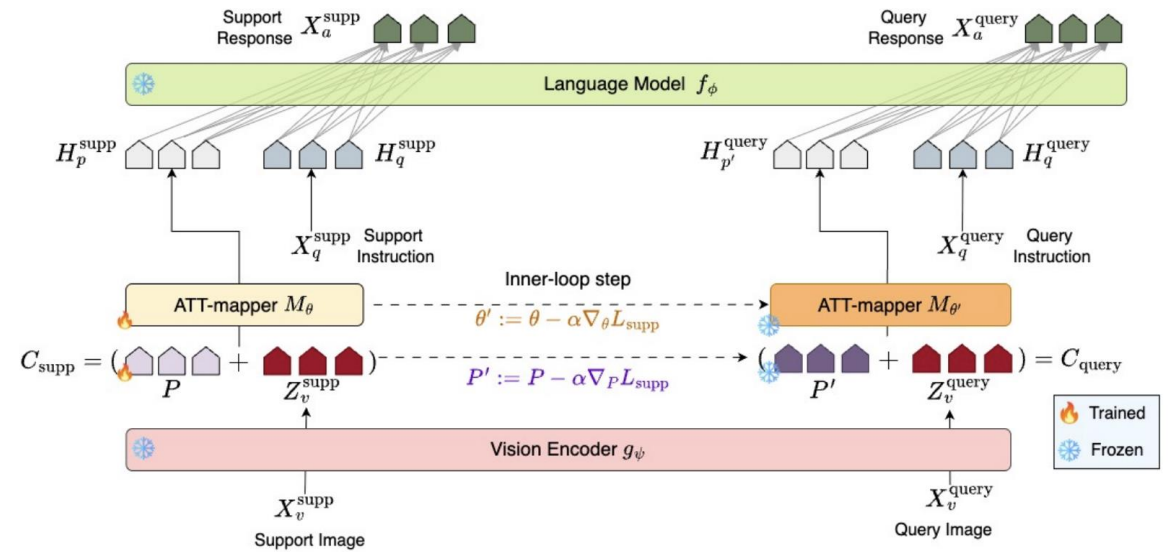 Support Response X_a^supp
Query Response X_a^query
Language Model f_ϕ
H_p^supp
H_q^supp
H_{p'}^query
H_q^query
X_q^supp Support Instruction
X_q^query Query Instruction
Inner-loop step
ATT-mapper M_θ
ATT-mapper M_{θ'}
θ' := θ − α∇_θ L_supp
C_supp = ( P + Z_v^supp )
P' := P − α∇_P L_supp
( P' + Z_v^query ) = C_query
Vision Encoder g_ψ
Trained
Frozen
X_v^supp
Support Image
X_v^query
Query Image